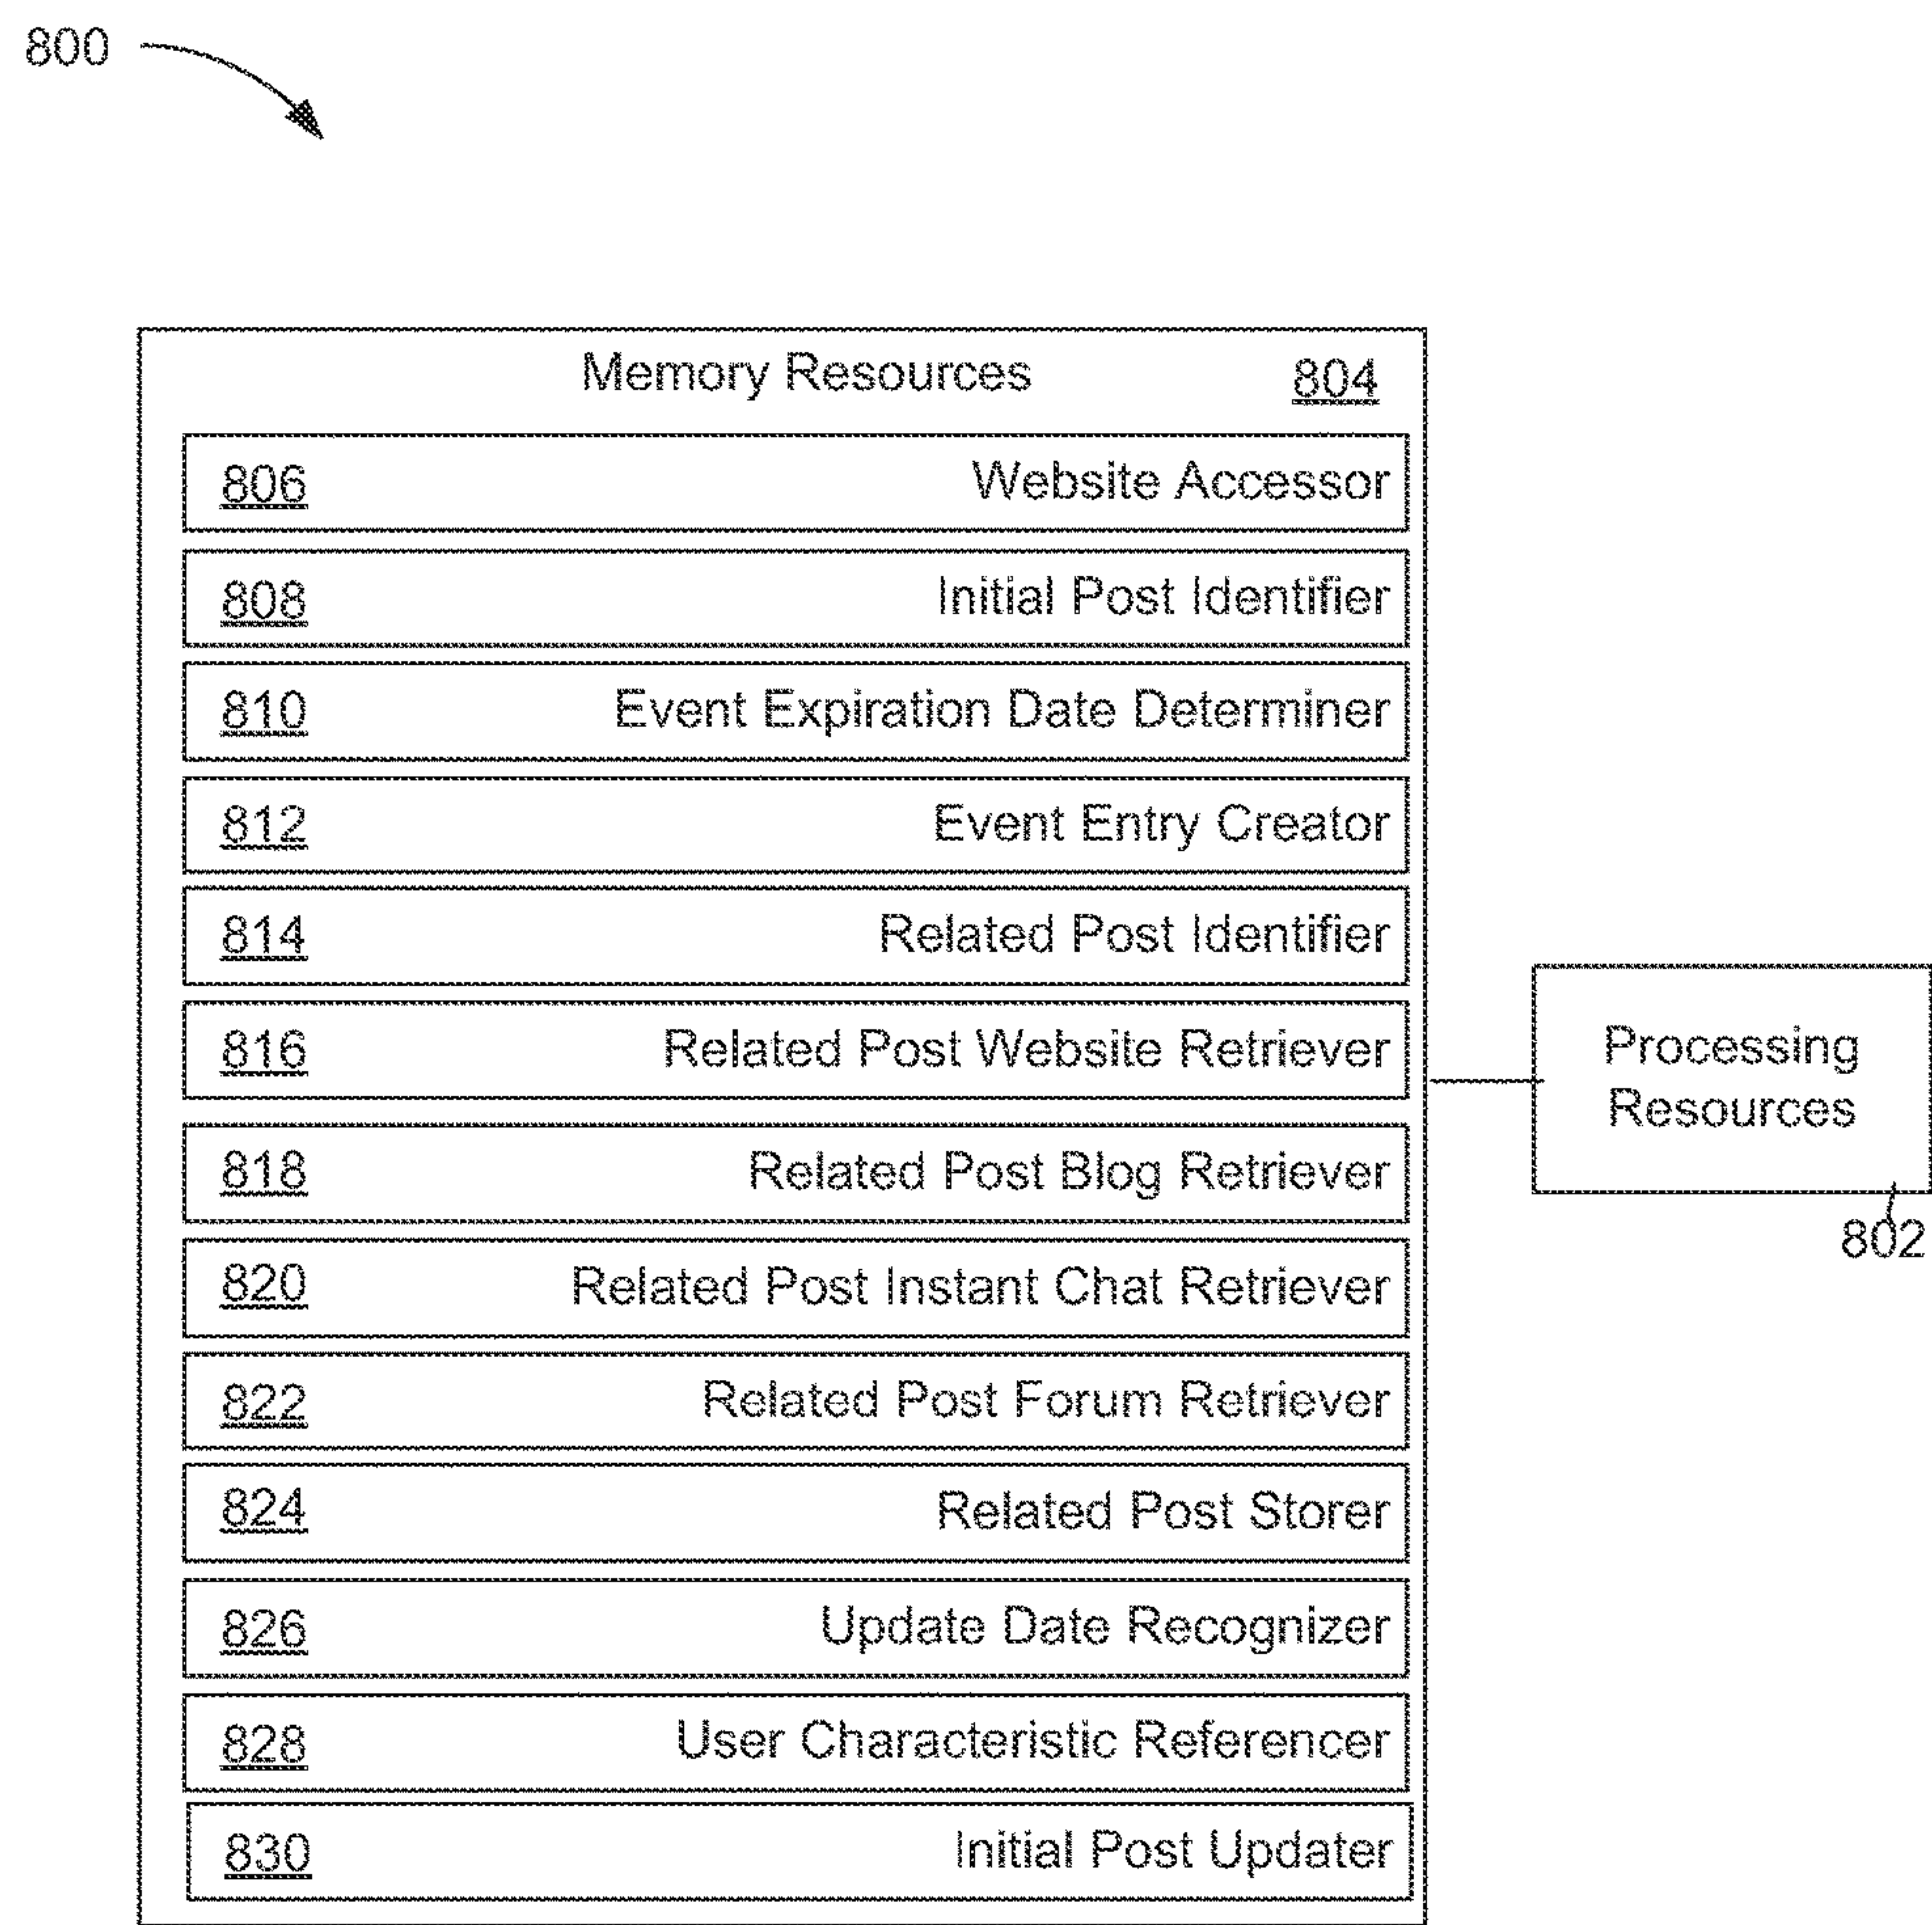 800
Memory Resources 804
806 Website Accessor
808 Initial Post Identifier
810 Event Expiration Date Determiner
812 Event Entry Creator
814 Related Post Identifier
816 Related Post Website Retriever
818 Related Post Blog Retriever
820 Related Post Instant Chat Retriever
822 Related Post Forum Retriever
824 Related Post Storer
826 Update Date Recognizer
828 User Characteristic Referencer
830 Initial Post Updater
Processing
Resources
802